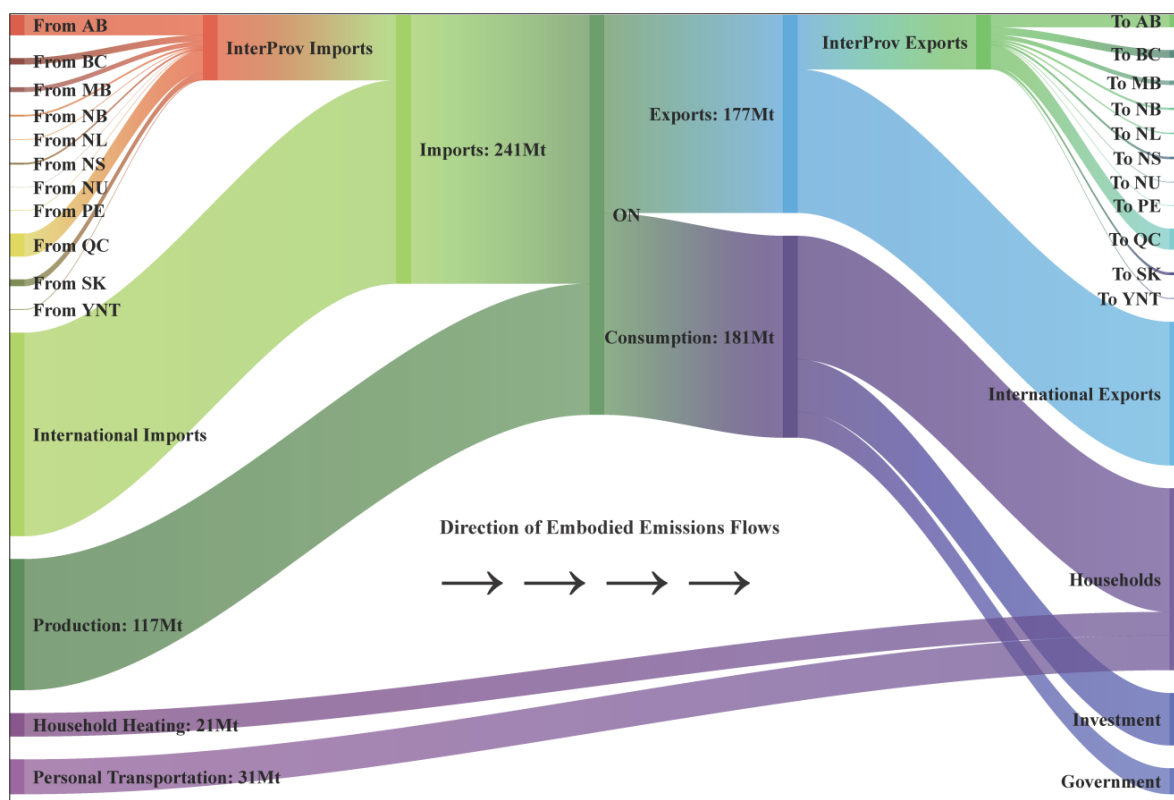 From AB
From BC
From MB
From NB
From NL
From NS
From NU
From PE
From QC
From SK
From YNT
International Imports
Production: 117Mt
Household Heating: 21Mt
Personal Transportation: 31Mt
InterProv Imports
Imports: 241Mt
ON
Exports: 177Mt
Consumption: 181Mt
Direction of Embodied Emissions Flows
InterProv Exports
To AB
To BC
To MB
To NB
To NL
To NS
To NU
To PE
To QC
To SK
To YNT
International Exports
Households
Investment
Government